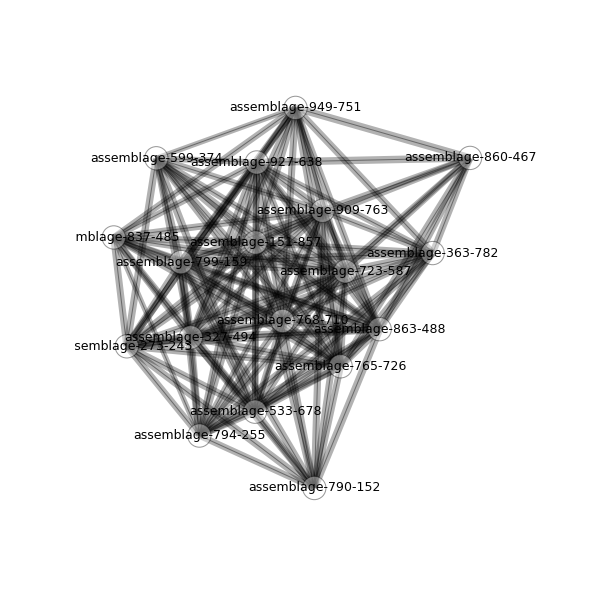 assemblage-949-751
assemblage-599-374
assemblage-927-638
assemblage-860-467
assemblage-909-763
mblage-837-485
assemblage-151-857
assemblage-363-782
assemblage-799-159
assemblage-723-587
assemblage-768-710
assemblage-863-488
assemblage-327-494
semblage-273-243
assemblage-765-726
assemblage-533-678
assemblage-794-255
assemblage-790-152